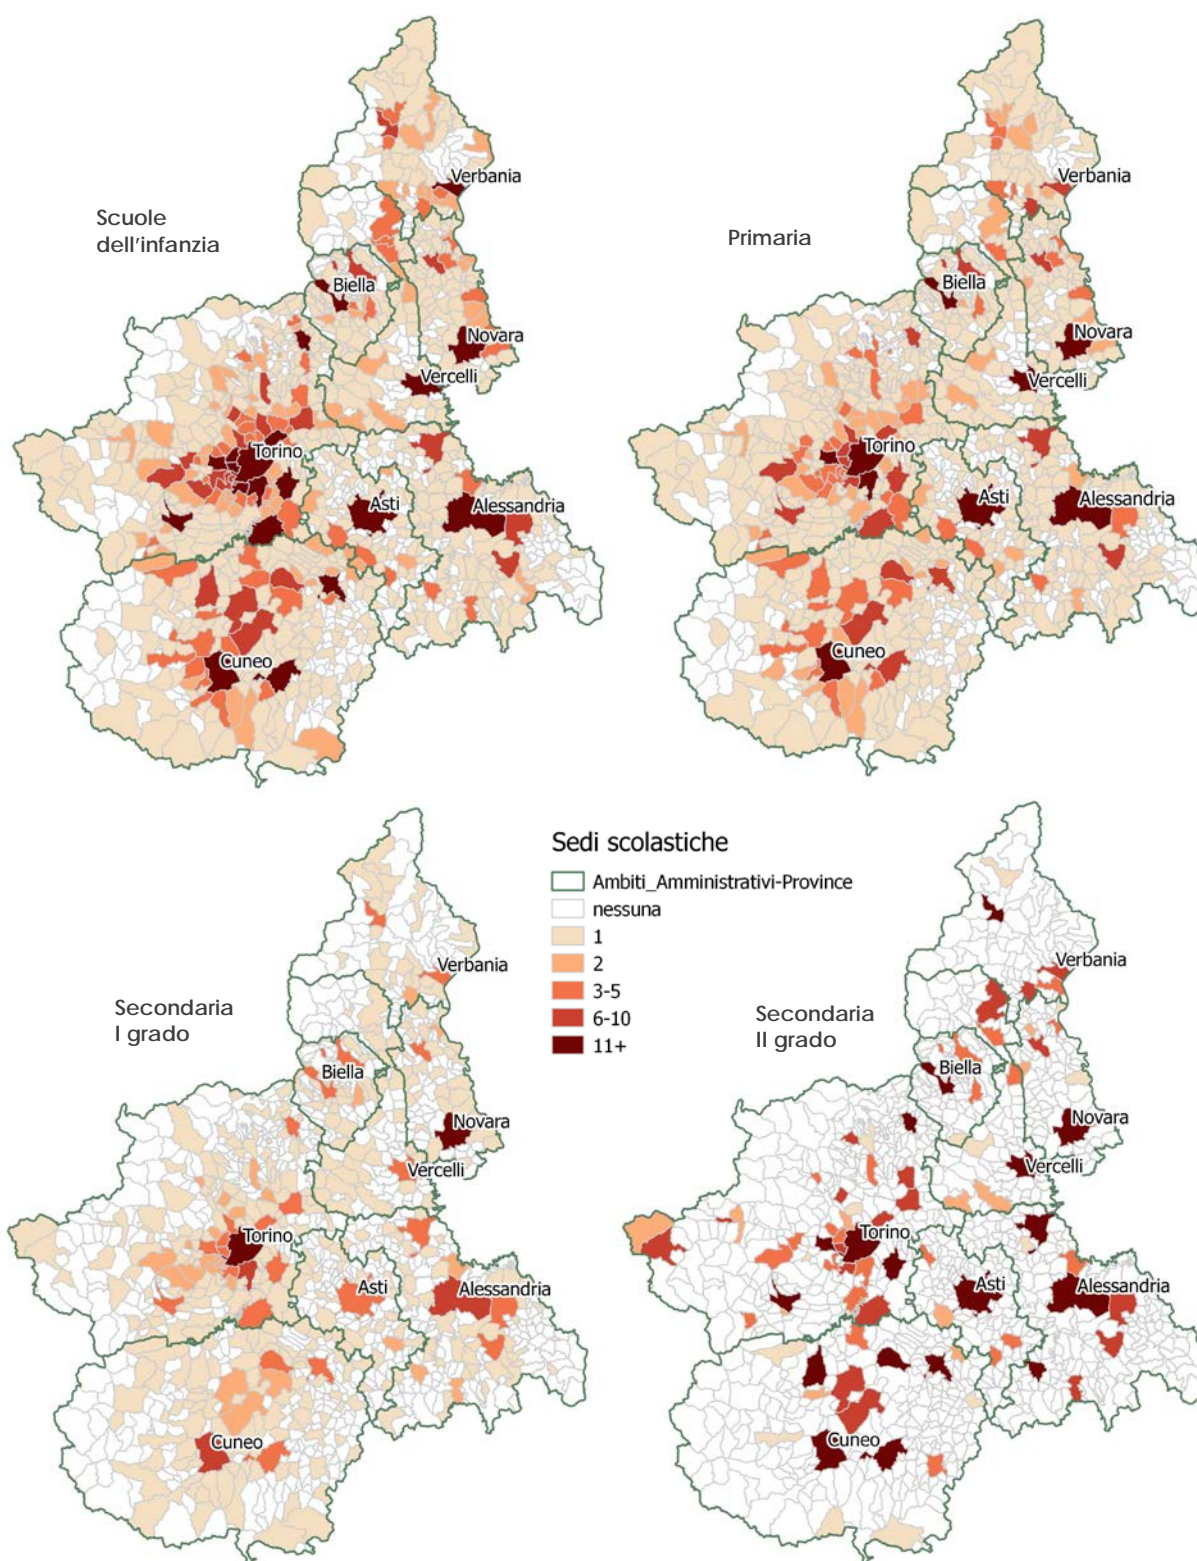 Verbania
Verbania
Scuole
dell'infanzia
Primaria
Biella
Biella
Novara
Novara
Vercelli
Vercelli
Torino
Torino
Asti
Alessandria
Asti
Alessandria
Cuneo
Cuneo
Sedi scolastiche
Ambiti_Amministrativi-Province
nessuna
1
2
3-5
6-10
11+
Verbania
Verbania
Secondaria
I grado
Secondaria
II grado
Biella
Biella
Novara
Novara
Vercelli
Vercelli
Torino
Torino
Asti
Alessandria
Asti
Alessandria
Cuneo
Cuneo